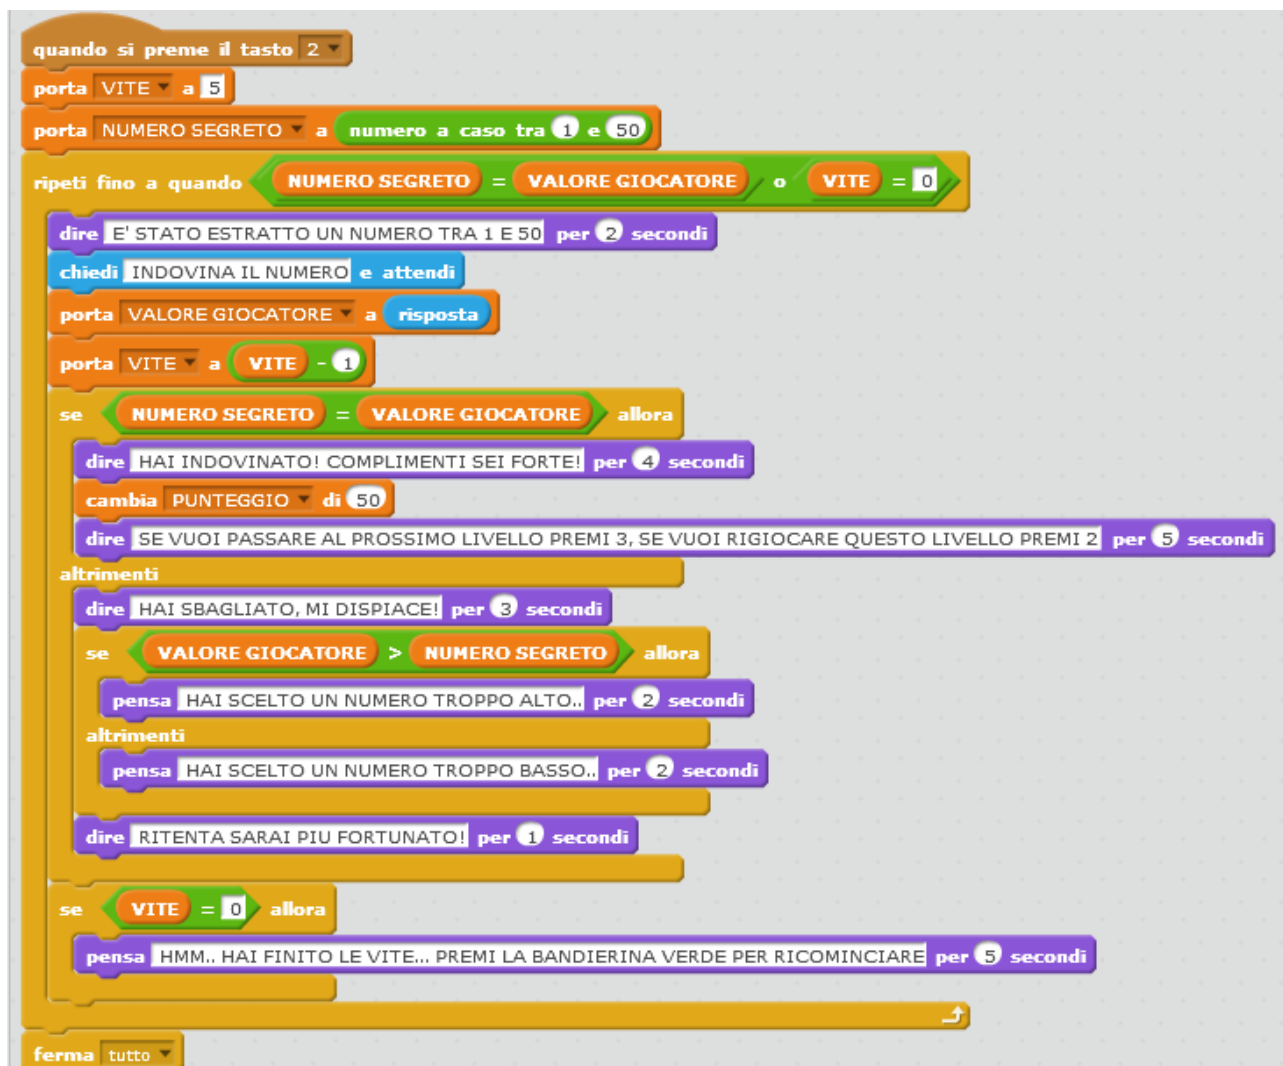 quando si preme il tasto 2
porta VITE a 5
porta NUMERO SEGRETO a numero a caso tra 1 e 50
ripeti fino a quando NUMERO SEGRETO = VALORE GIOCATORE o VITE = 0
dire E' STATO ESTRATTO UN NUMERO TRA 1 E 50 per 2 secondi
chiedi INDOVINA IL NUMERO e attendi
porta VALORE GIOCATORE a risposta
porta VITE a VITE - 1
se NUMERO SEGRETO = VALORE GIOCATORE allora
dire HAI INDOVINATO! COMPLIMENTI SEI FORTE! per 4 secondi
cambia PUNTEGGIO di 50
dire SE VUOI PASSARE AL PROSSIMO LIVELLO PREMI 3, SE VUOI RIGIOCARE QUESTO LIVELLO PREMI 2 per 5 secondi
altrimenti
dire HAI SBAGLIATO, MI DISPIACE! per 3 secondi
se VALORE GIOCATORE > NUMERO SEGRETO allora
pensa HAI SCELTO UN NUMERO TROPPO ALTO.. per 2 secondi
altrimenti
pensa HAI SCELTO UN NUMERO TROPPO BASSO.. per 2 secondi
dire RITENTA SARAI PIU FORTUNATO! per 1 secondi
se VITE = 0 allora
pensa HMM.. HAI FINITO LE VITE... PREMI LA BANDIERINA VERDE PER RICOMINCIARE per 5 secondi
ferma tutto